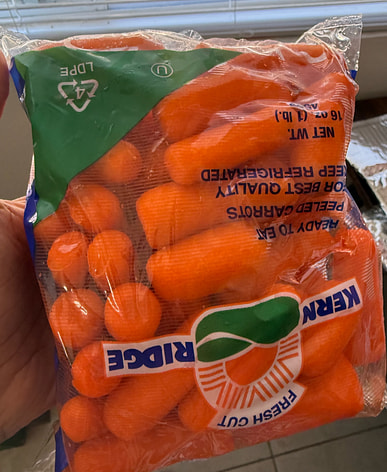 FRESH CUT
KERN RIDGE
READY TO EAT
PEELED CARROTS
FOR BEST QUALITY
KEEP REFRIGERATED
NET WT.
16 oz. (1 lb.)
U
4
LDPE